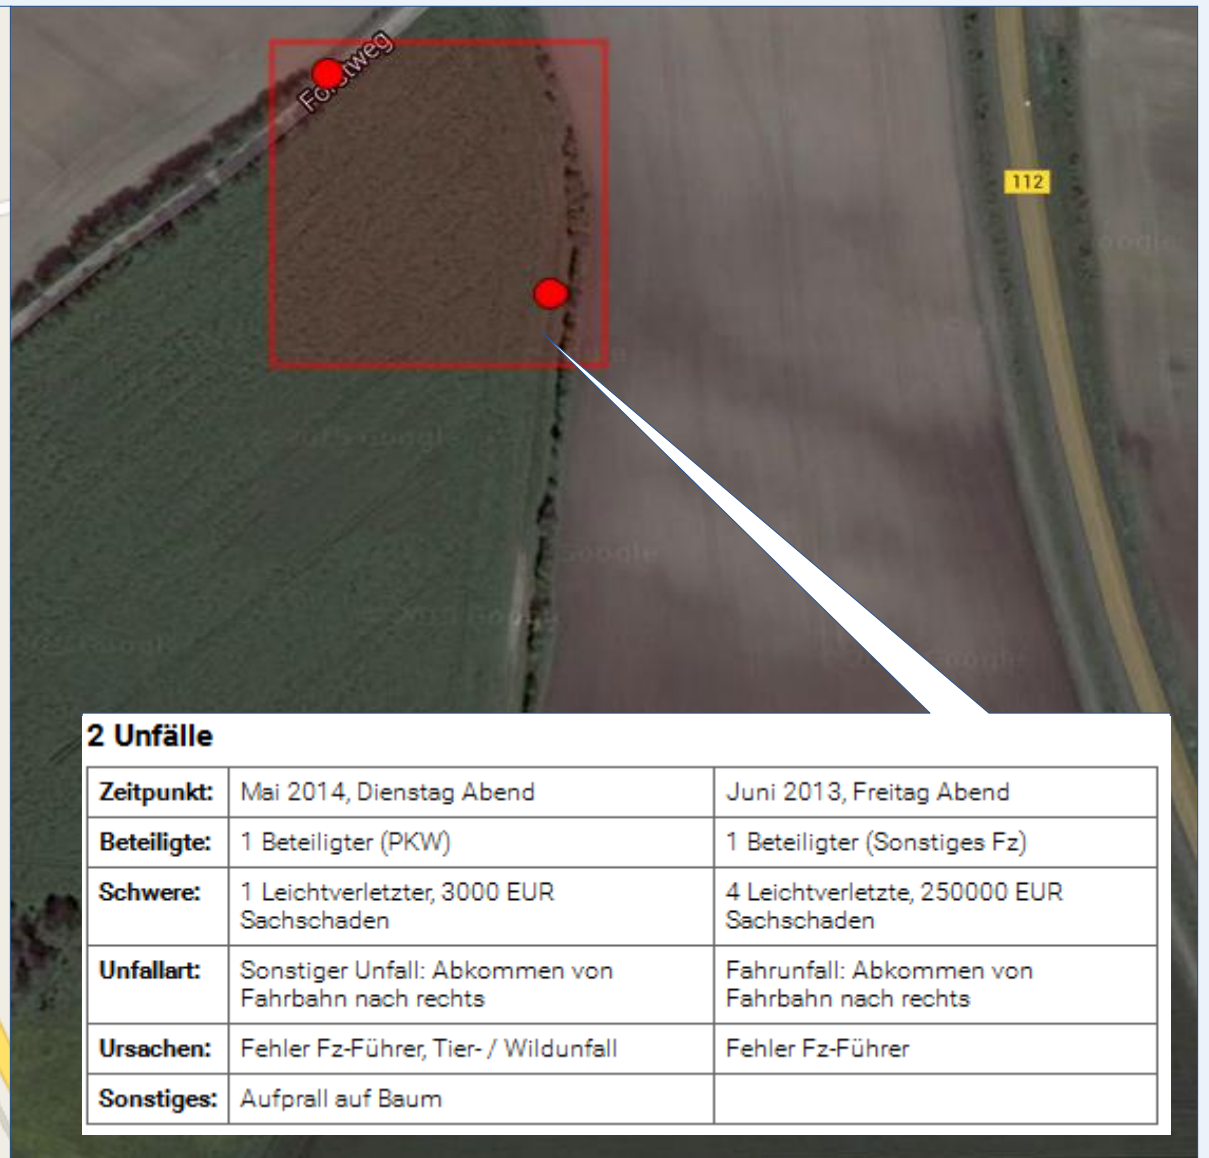 Forstweg
112
2 Unfälle
Zeitpunkt: Mai 2014, Dienstag Abend Juni 2013, Freitag Abend
Beteiligte: 1 Beteiligter (PKW) 1 Beteiligter (Sonstiges Fz)
Schwere: 1 Leichtverletzter, 3000 EUR 4 Leichtverletzte, 250000 EUR
Sachschaden Sachschaden
Unfallart: Sonstiger Unfall: Abkommen von Fahrunfall: Abkommen von
Fahrbahn nach rechts Fahrbahn nach rechts
Ursachen: Fehler Fz-Führer, Tier- / Wildunfall Fehler Fz-Führer
Sonstiges: Aufprall auf Baum